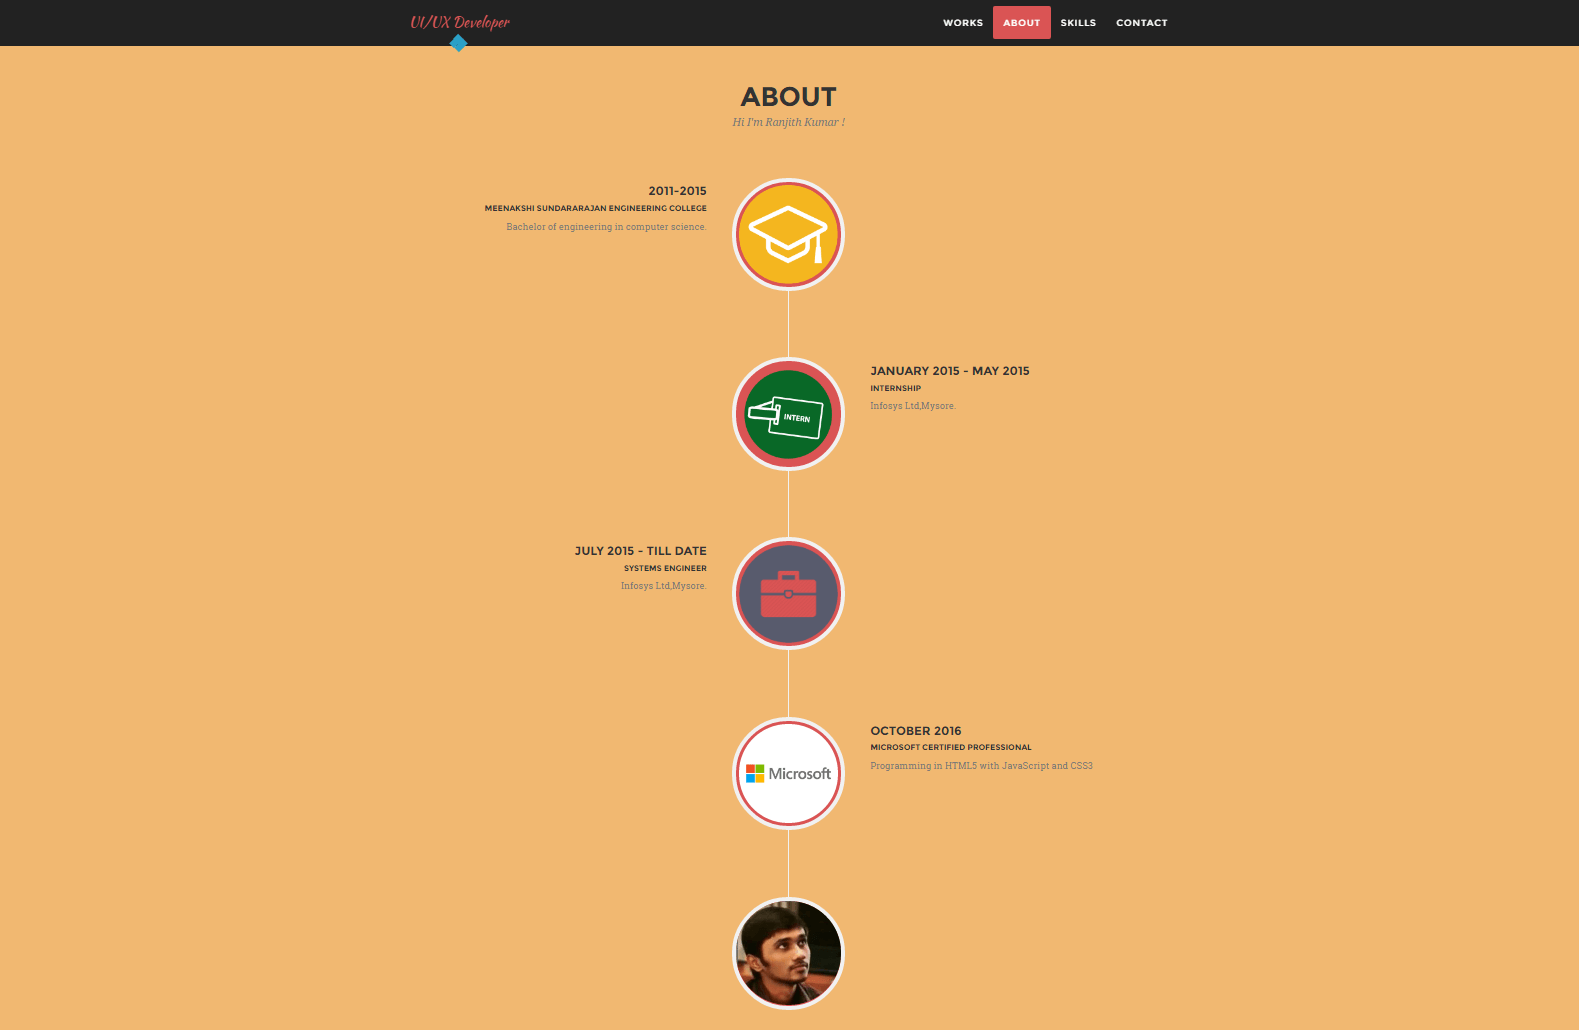 UI/UX Developer
WORKS ABOUT SKILLS CONTACT
ABOUT
Hi I'm Ranjith Kumar !
2011-2015
MEENAKSHI SUNDARARAJAN ENGINEERING COLLEGE
Bachelor of engineering in computer science.
JANUARY 2015 - MAY 2015
INTERNSHIP
Infosys Ltd,Mysore.
INTERN
JULY 2015 - TILL DATE
SYSTEMS ENGINEER
Infosys Ltd,Mysore.
OCTOBER 2016
MICROSOFT CERTIFIED PROFESSIONAL
Programming in HTML5 with JavaScript and CSS3
Microsoft